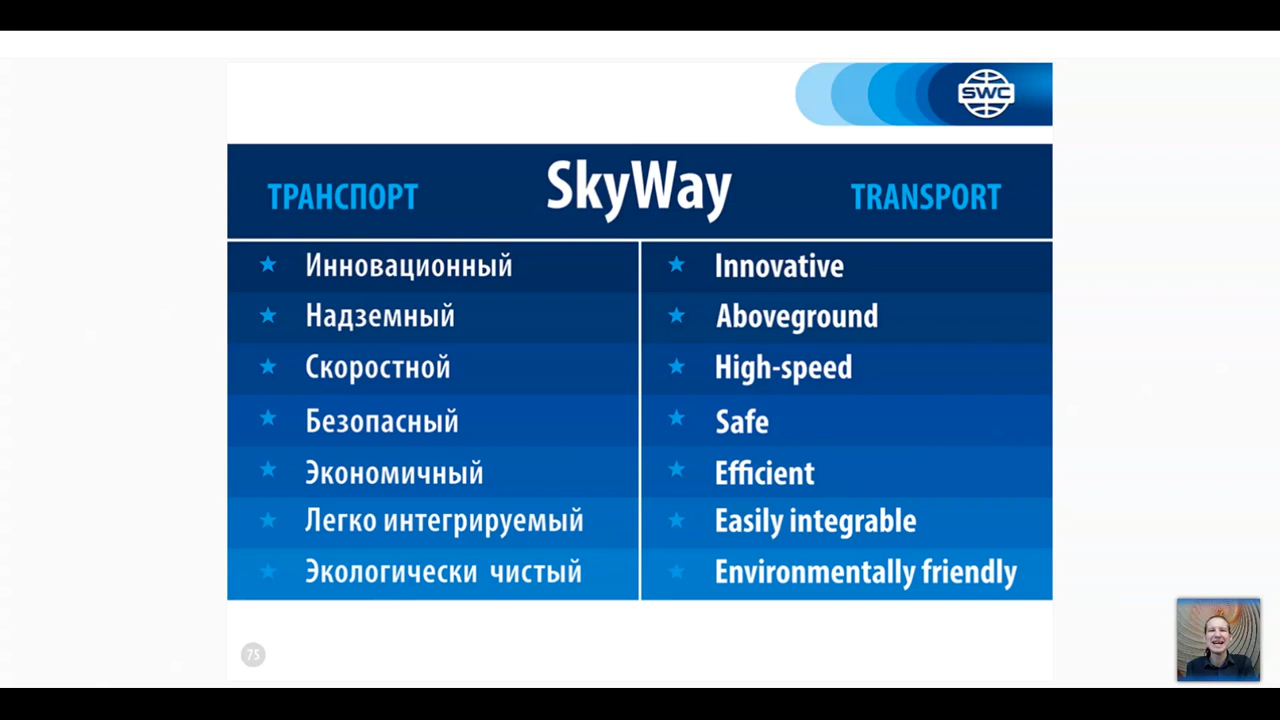 SWC
ТРАНСПОРТ SkyWay TRANSPORT
Инновационный
Надземный
Скоростной
Безопасный
Экономичный
Легко интегрируемый
Экологически чистый
Innovative
Aboveground
High-speed
Safe
Efficient
Easily integrable
Environmentally friendly
75